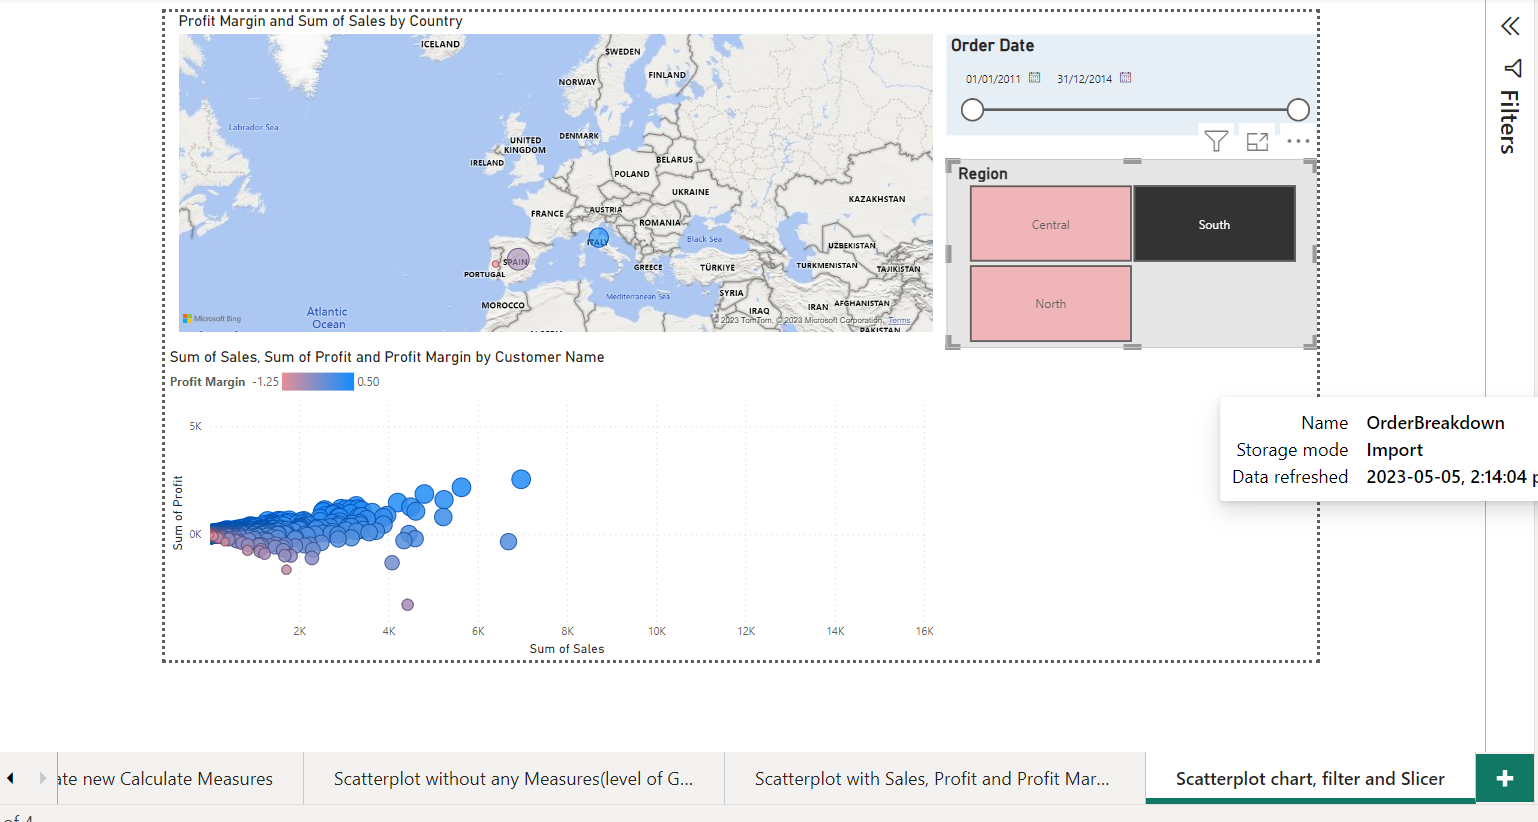 Profit Margin and Sum of Sales by Country
ICELAND
SWEDEN
FINLAND
NORWAY
Labrador Sea
UNITED
KINGDOM
DENMARK
IRELAND
BELARUS
POLAND
UKRAINE
KAZAKHSTAN
FRANCE
AUSTRIA
ROMANIA
ITALY
Black Sea
UZBEKISTAN
SPAIN
PORTUGAL
GREECE
TÜRKIYE
TURKMENISTAN
TAJIKISTAN
MOROCCO
Mediterranean Sea
SYRIA
IRAQ
IRAN
AFGHANISTAN
Atlantic
Ocean
Microsoft Bing
© 2023 TomTom, © 2023 Microsoft Corporation, Terms
PAKISTAN
Order Date
01/01/2011 31/12/2014
Region
Central
South
North
Filters
Sum of Sales, Sum of Profit and Profit Margin by Customer Name
Profit Margin -1.25 0.50
5K
0K
Sum of Profit
2K 4K 6K 8K 10K 12K 14K 16K
Sum of Sales
Name OrderBreakdown
Storage mode Import
Data refreshed 2023-05-05, 2:14:04 p
ate new Calculate Measures
Scatterplot without any Measures(level of G...
Scatterplot with Sales, Profit and Profit Mar...
Scatterplot chart, filter and Slicer
of 4